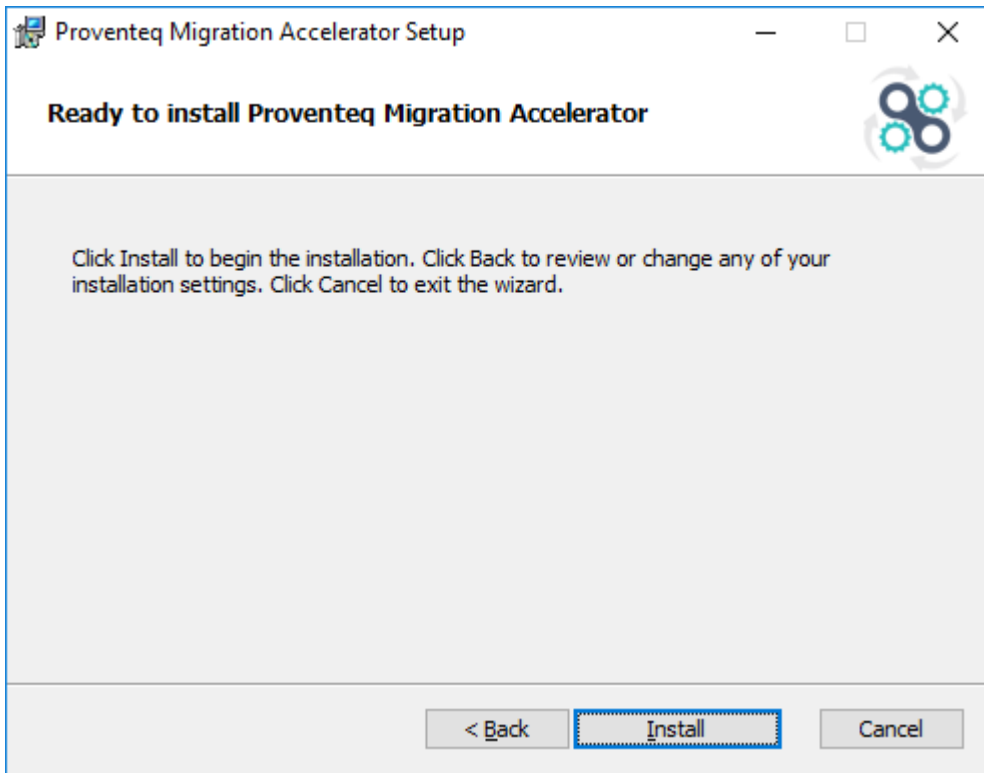 Proventeq Migration Accelerator Setup
Ready to install Proventeq Migration Accelerator
Click Install to begin the installation. Click Back to review or change any of your
installation settings. Click Cancel to exit the wizard.
< Back Install Cancel